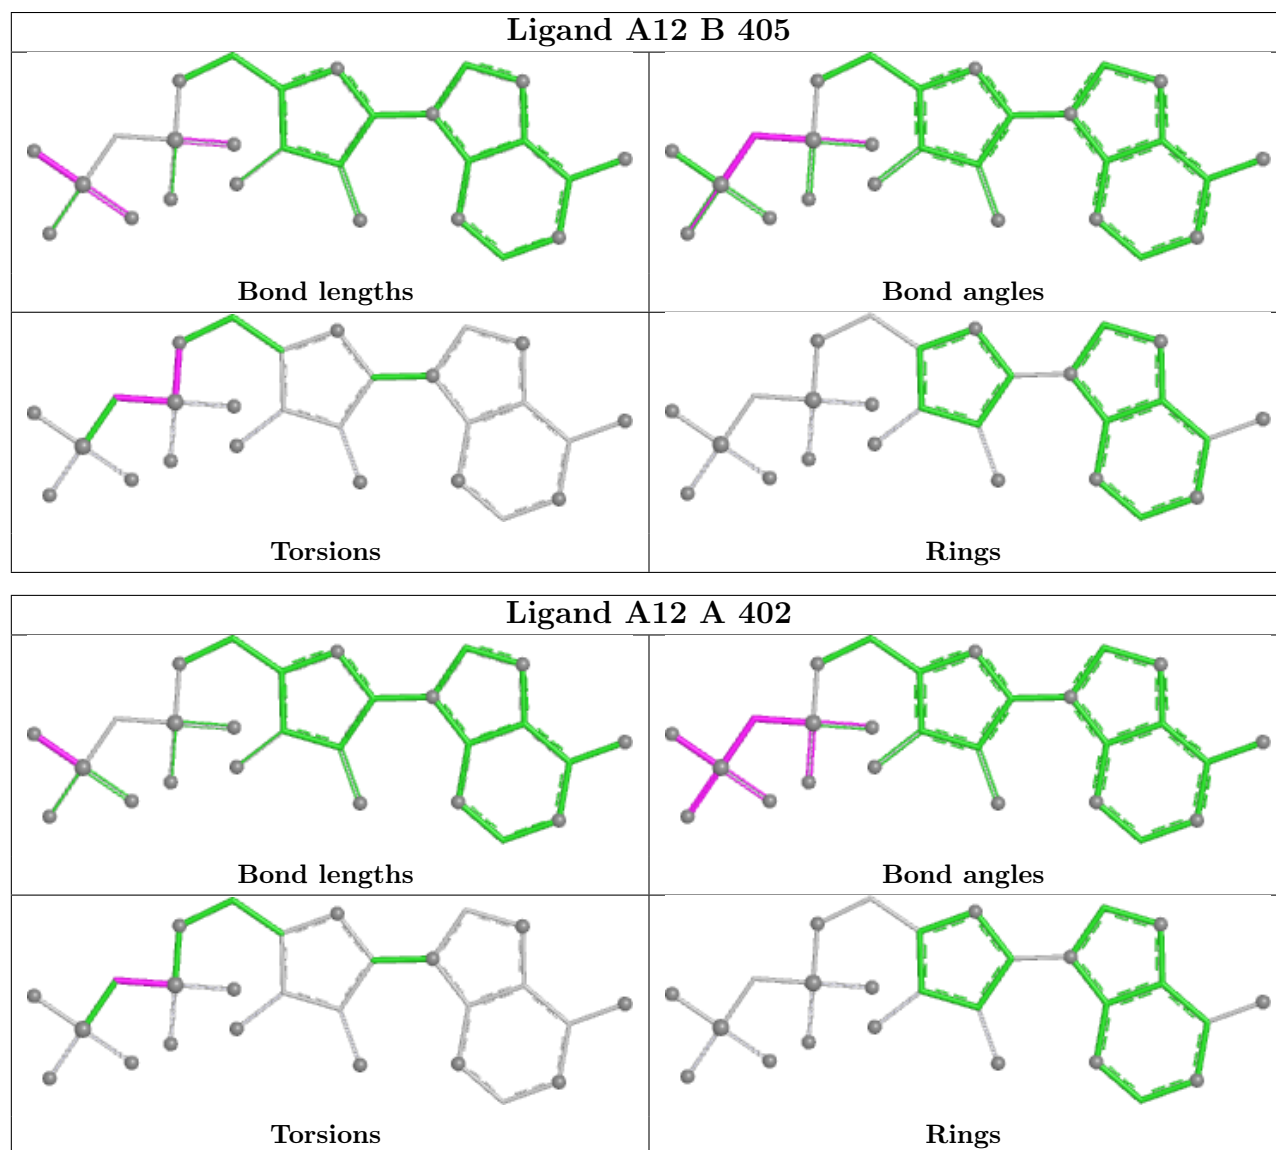 Ligand A12 B 405
Bond lengths
Bond angles
Torsions
Rings
Ligand A12 A 402
Bond lengths
Bond angles
Torsions
Rings